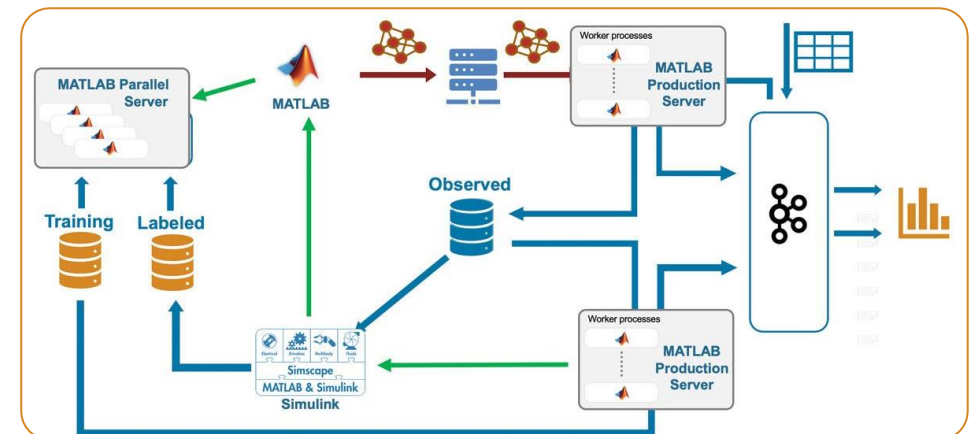 MATLAB Parallel
Server
MATLAB
Worker processes
MATLAB
Production
Server
Training
Labeled
Observed
Electrical
Driveline
Multibody
Fluids
Simscape
MATLAB & Simulink
Simulink
Worker processes
MATLAB
Production
Server